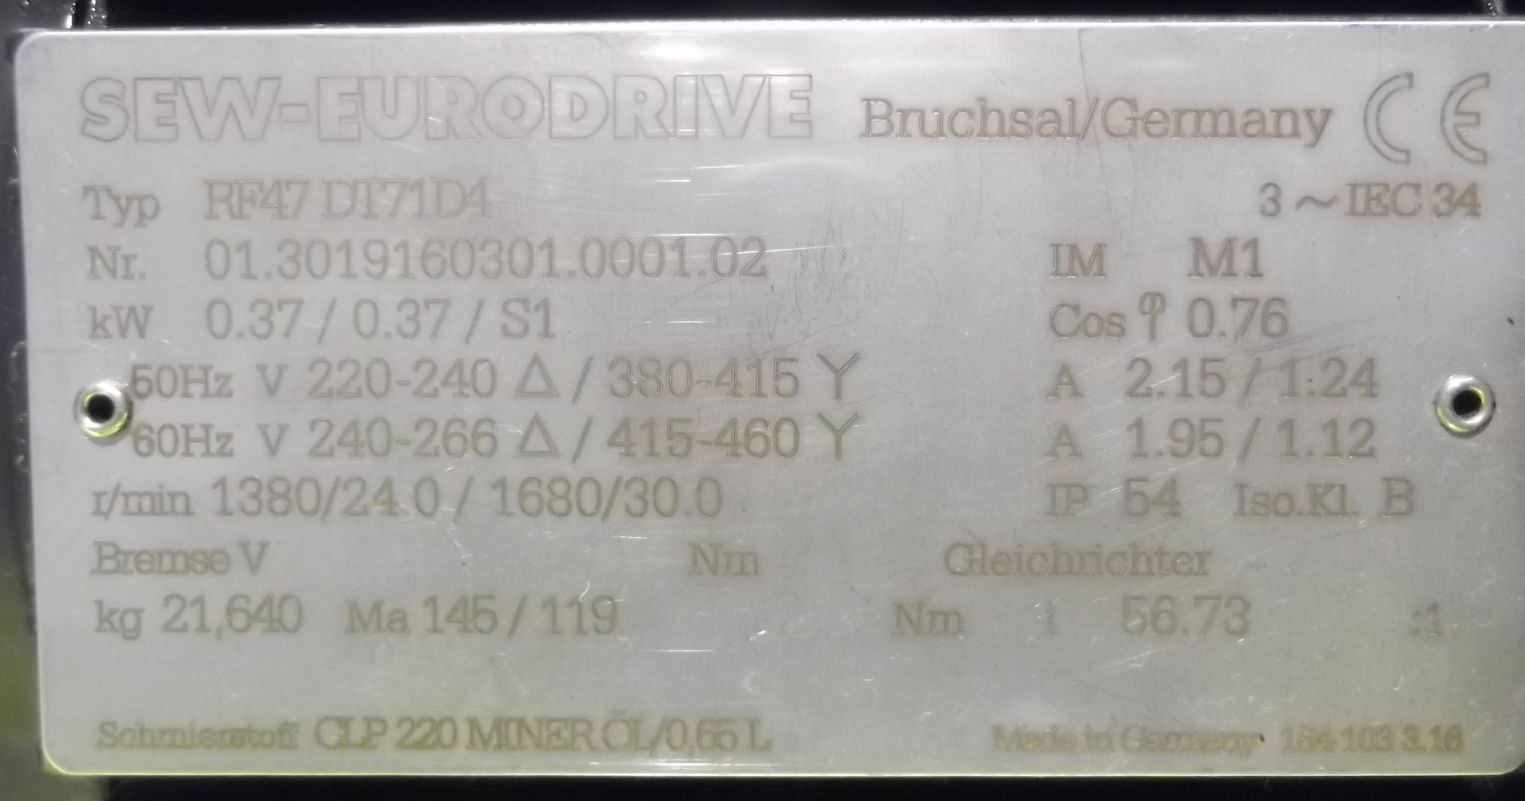 SEW-EURODRIVE Bruchsal/Germany CE
Typ RF47 DT71D4 3 ~ IEC 34
Nr. 01.3019160301.0001.02 IM M1
kW 0.37 / 0.37 / S1 Cos φ 0.76
50Hz V 220-240 Δ / 380-415 Y A 2.15 / 1.24
60Hz V 240-266 Δ / 415-460 Y A 1.95 / 1.12
r/min 1380/24.0 / 1680/30.0 IP 54 Iso.Kl. B
Bremse V Nm Gleichrichter
kg 21,640 Ma 145 / 119 Nm i 56.73 :1
Schmierstoff CLP 220 MINER.ÖL/0,65 L Made in Germany 184 103 3.16